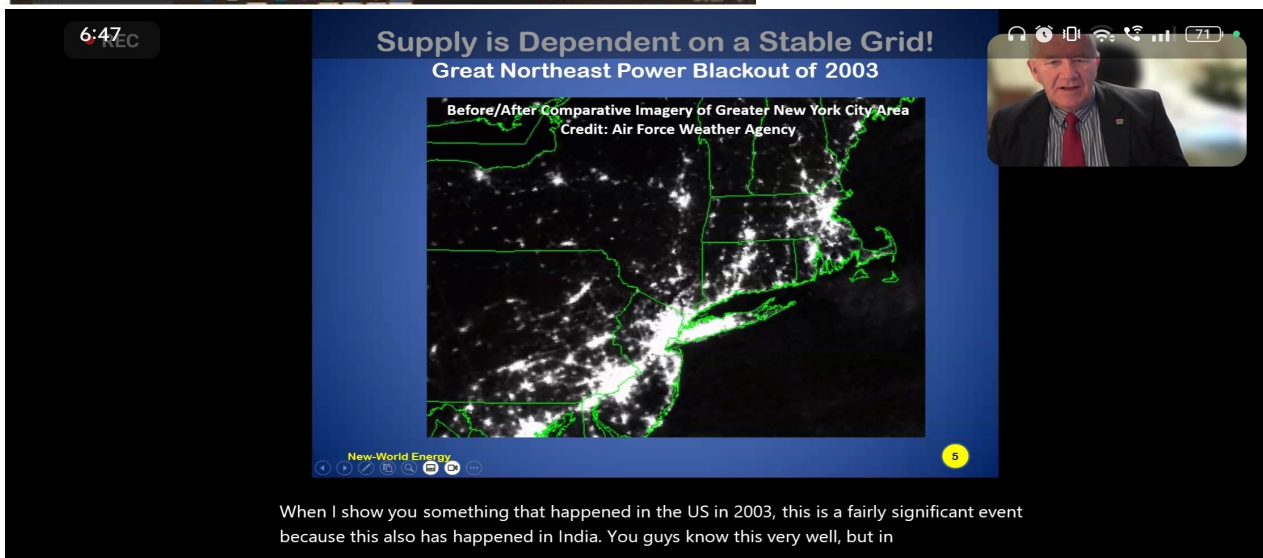 6:47
REC
71
Supply is Dependent on a Stable Grid!
Great Northeast Power Blackout of 2003
Before/After Comparative Imagery of Greater New York City Area
Credit: Air Force Weather Agency
New-World Energy
5
When I show you something that happened in the US in 2003, this is a fairly significant event
because this also has happened in India. You guys know this very well, but in